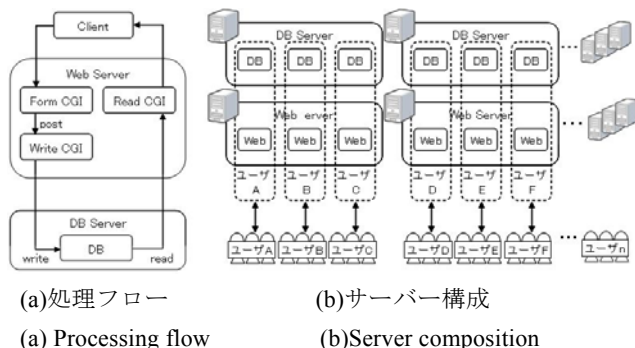 Client
Web Server
Form CGI
Read CGI
post
Write CGI
DB Server
DB
write
read
DB Server
DB
DB
DB
Web erver
Web
Web
Web
ユーザ
A
ユーザ
B
ユーザ
C
ユーザA
ユーザB
ユーザC
DB Server
DB
DB
DB
Web Server
Web
Web
Web
ユーザ
D
ユーザ
E
ユーザ
F
ユーザD
ユーザE
ユーザF
...
...
...
ユーザn
(a)処理フロー
(b)サーバー構成
(a) Processing flow
(b)Server composition